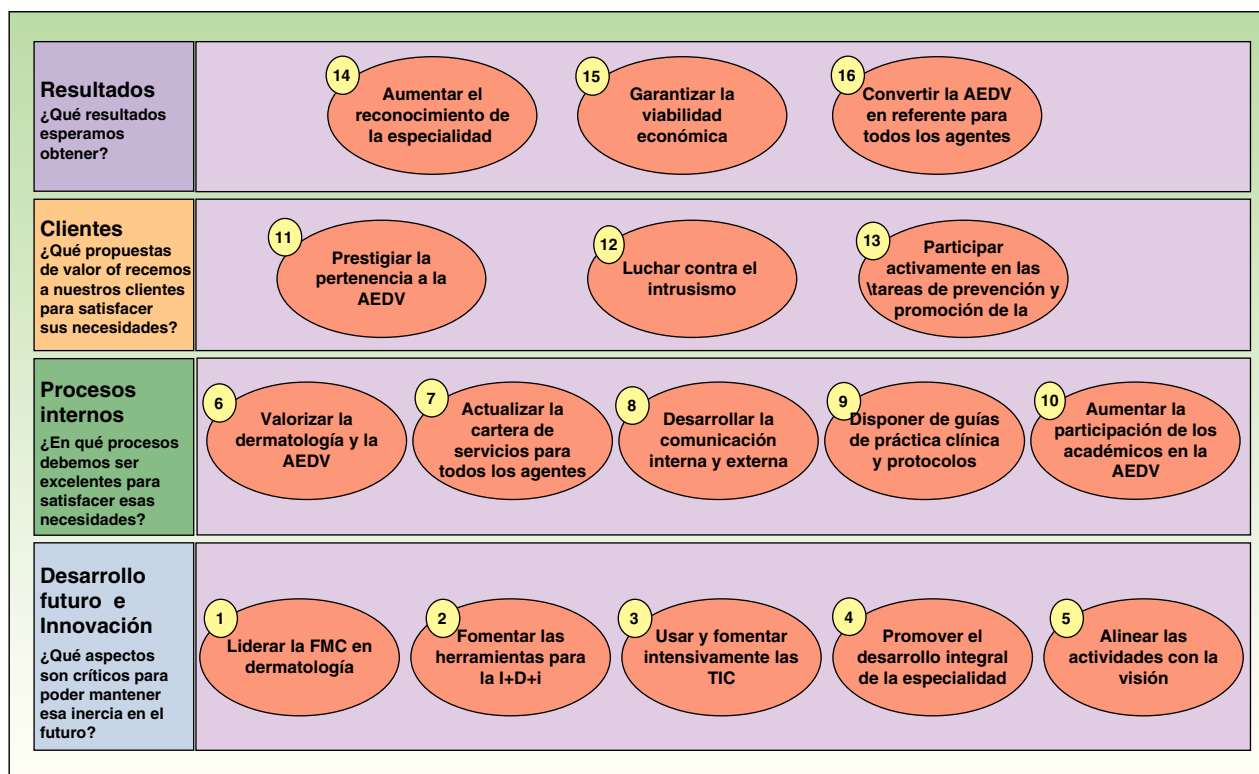 Resultados
¿Qué resultados
esperamos
obtener?
14
Aumentar el
reconocimiento de
la especialidad
15
Garantizar la
viabilidad
económica
16
Convertir la AEDV
en referente para
todos los agentes
Clientes
¿Qué propuestas
de valor of recemos
a nuestros clientes
para satisfacer
sus necesidades?
11
Prestigiar la
pertenencia a la
AEDV
12
Luchar contra el
intrusismo
13
Participar
activamente en las
\tareas de prevención y
promoción de la
Procesos
internos
¿En qué procesos
debemos ser
excelentes para
satisfacer esas
necesidades?
6
Valorizar la
dermatología y la
AEDV
7
Actualizar la
cartera de
servicios para
todos los agentes
8
Desarrollar la
comunicación
interna y externa
9
Disponer de guías
de práctica clínica
y protocolos
10
Aumentar la
participación de los
académicos en la
AEDV
Desarrollo
futuro e
Innovación
¿Qué aspectos
son críticos para
poder mantener
esa inercia en el
futuro?
1
Liderar la FMC en
dermatología
2
Fomentar las
herramientas para
la I+D+i
3
Usar y fomentar
intensivamente las
TIC
4
Promover el
desarrollo integral
de la especialidad
5
Alinear las
actividades con la
visión